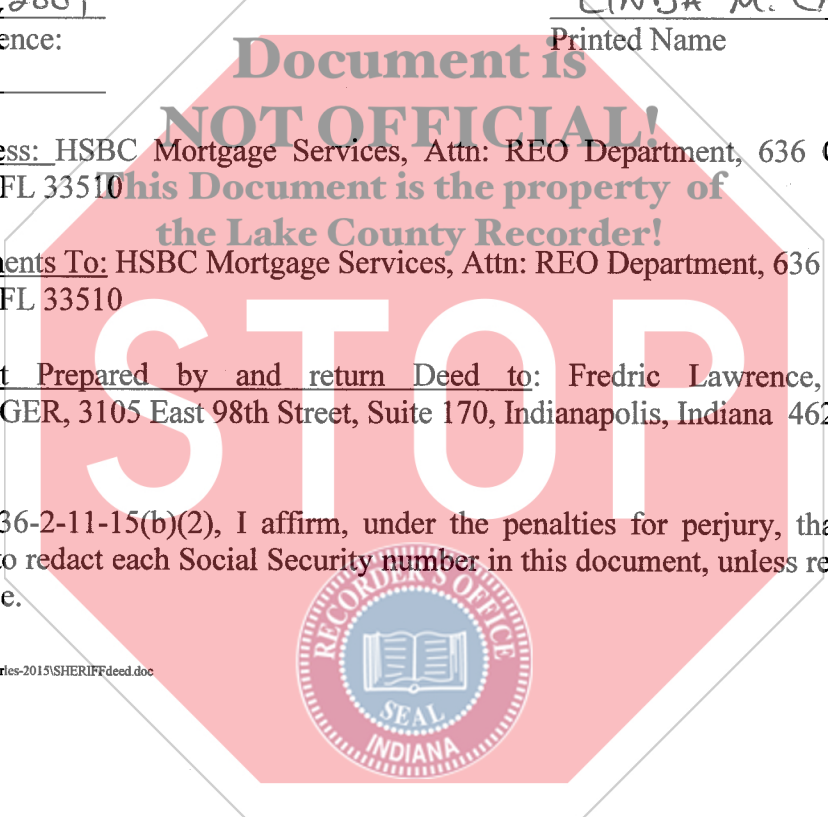 LINDA M.
ence:
Printed Name
Document is
NOT OFFICIAL!
ess: HSBC Mortgage Services, Attn: REO Department, 636
FL 33510
This Document is the property of
the Lake County Recorder!
ents To: HSBC Mortgage Services, Attn: REO Department, 636
FL 33510
STOP
t Prepared by and return Deed to: Fredric Lawrence,
GER, 3105 East 98th Street, Suite 170, Indianapolis, Indiana 462
36-2-11-15(b)(2), I affirm, under the penalties for perjury, tha
o redact each Social Security number in this document, unless re
e.
RECORDER'S OFFICE
SEAL
INDIANA
rles-2015\SHERIFFdeed.doc